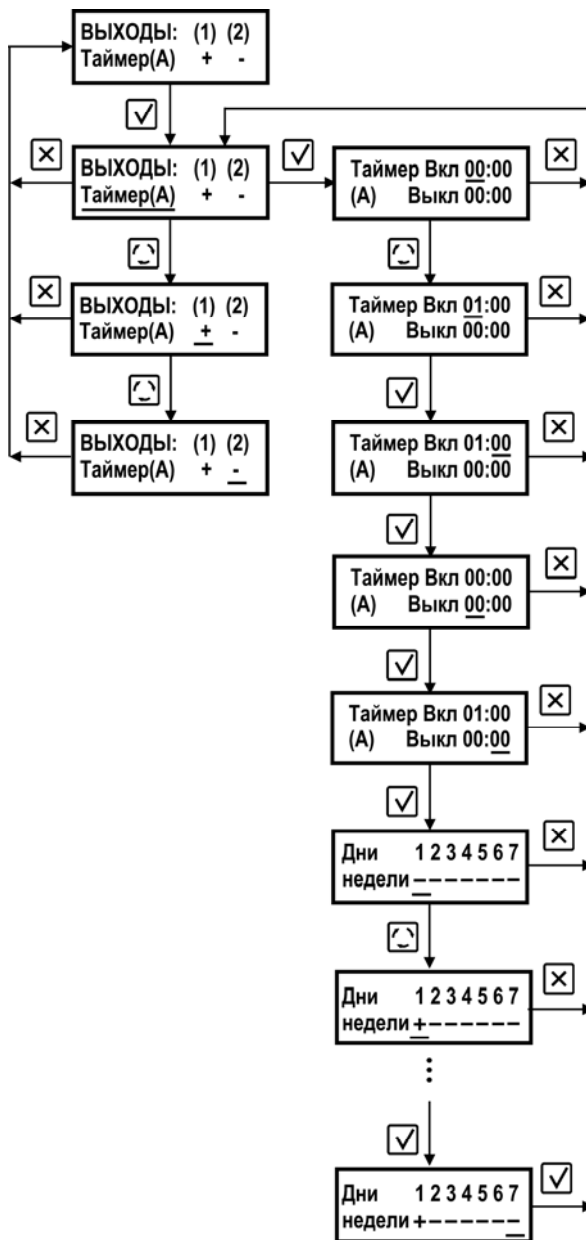 ВЫХОДЫ: (1) (2)
Таймер(А) + -
ВЫХОДЫ: (1) (2)
Таймер(А) + -
ВЫХОДЫ: (1) (2)
Таймер(А) + -
ВЫХОДЫ: (1) (2)
Таймер(А) + -
Таймер Вкл 00:00
(А) Выкл 00:00
Таймер Вкл 01:00
(А) Выкл 00:00
Таймер Вкл 01:00
(А) Выкл 00:00
Таймер Вкл 00:00
(А) Выкл 00:00
Таймер Вкл 01:00
(А) Выкл 00:00
Дни 1 2 3 4 5 6 7
недели -------
Дни 1 2 3 4 5 6 7
недели +------
⋮
Дни 1 2 3 4 5 6 7
недели +------